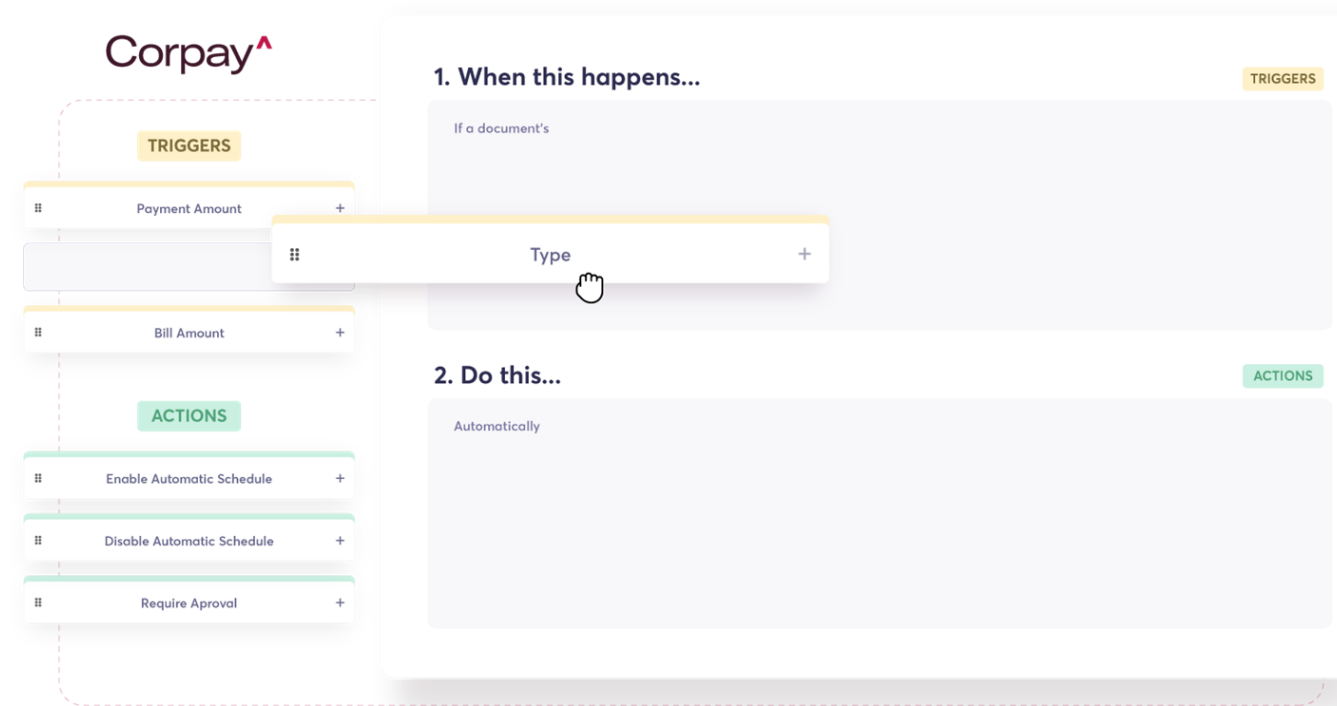 Corpay^
TRIGGERS
Payment Amount
Bill Amount
ACTIONS
Enable Automatic Schedule
Disable Automatic Schedule
Require Aproval
1. When this happens...
TRIGGERS
If a document's
Type
2. Do this...
ACTIONS
Automatically